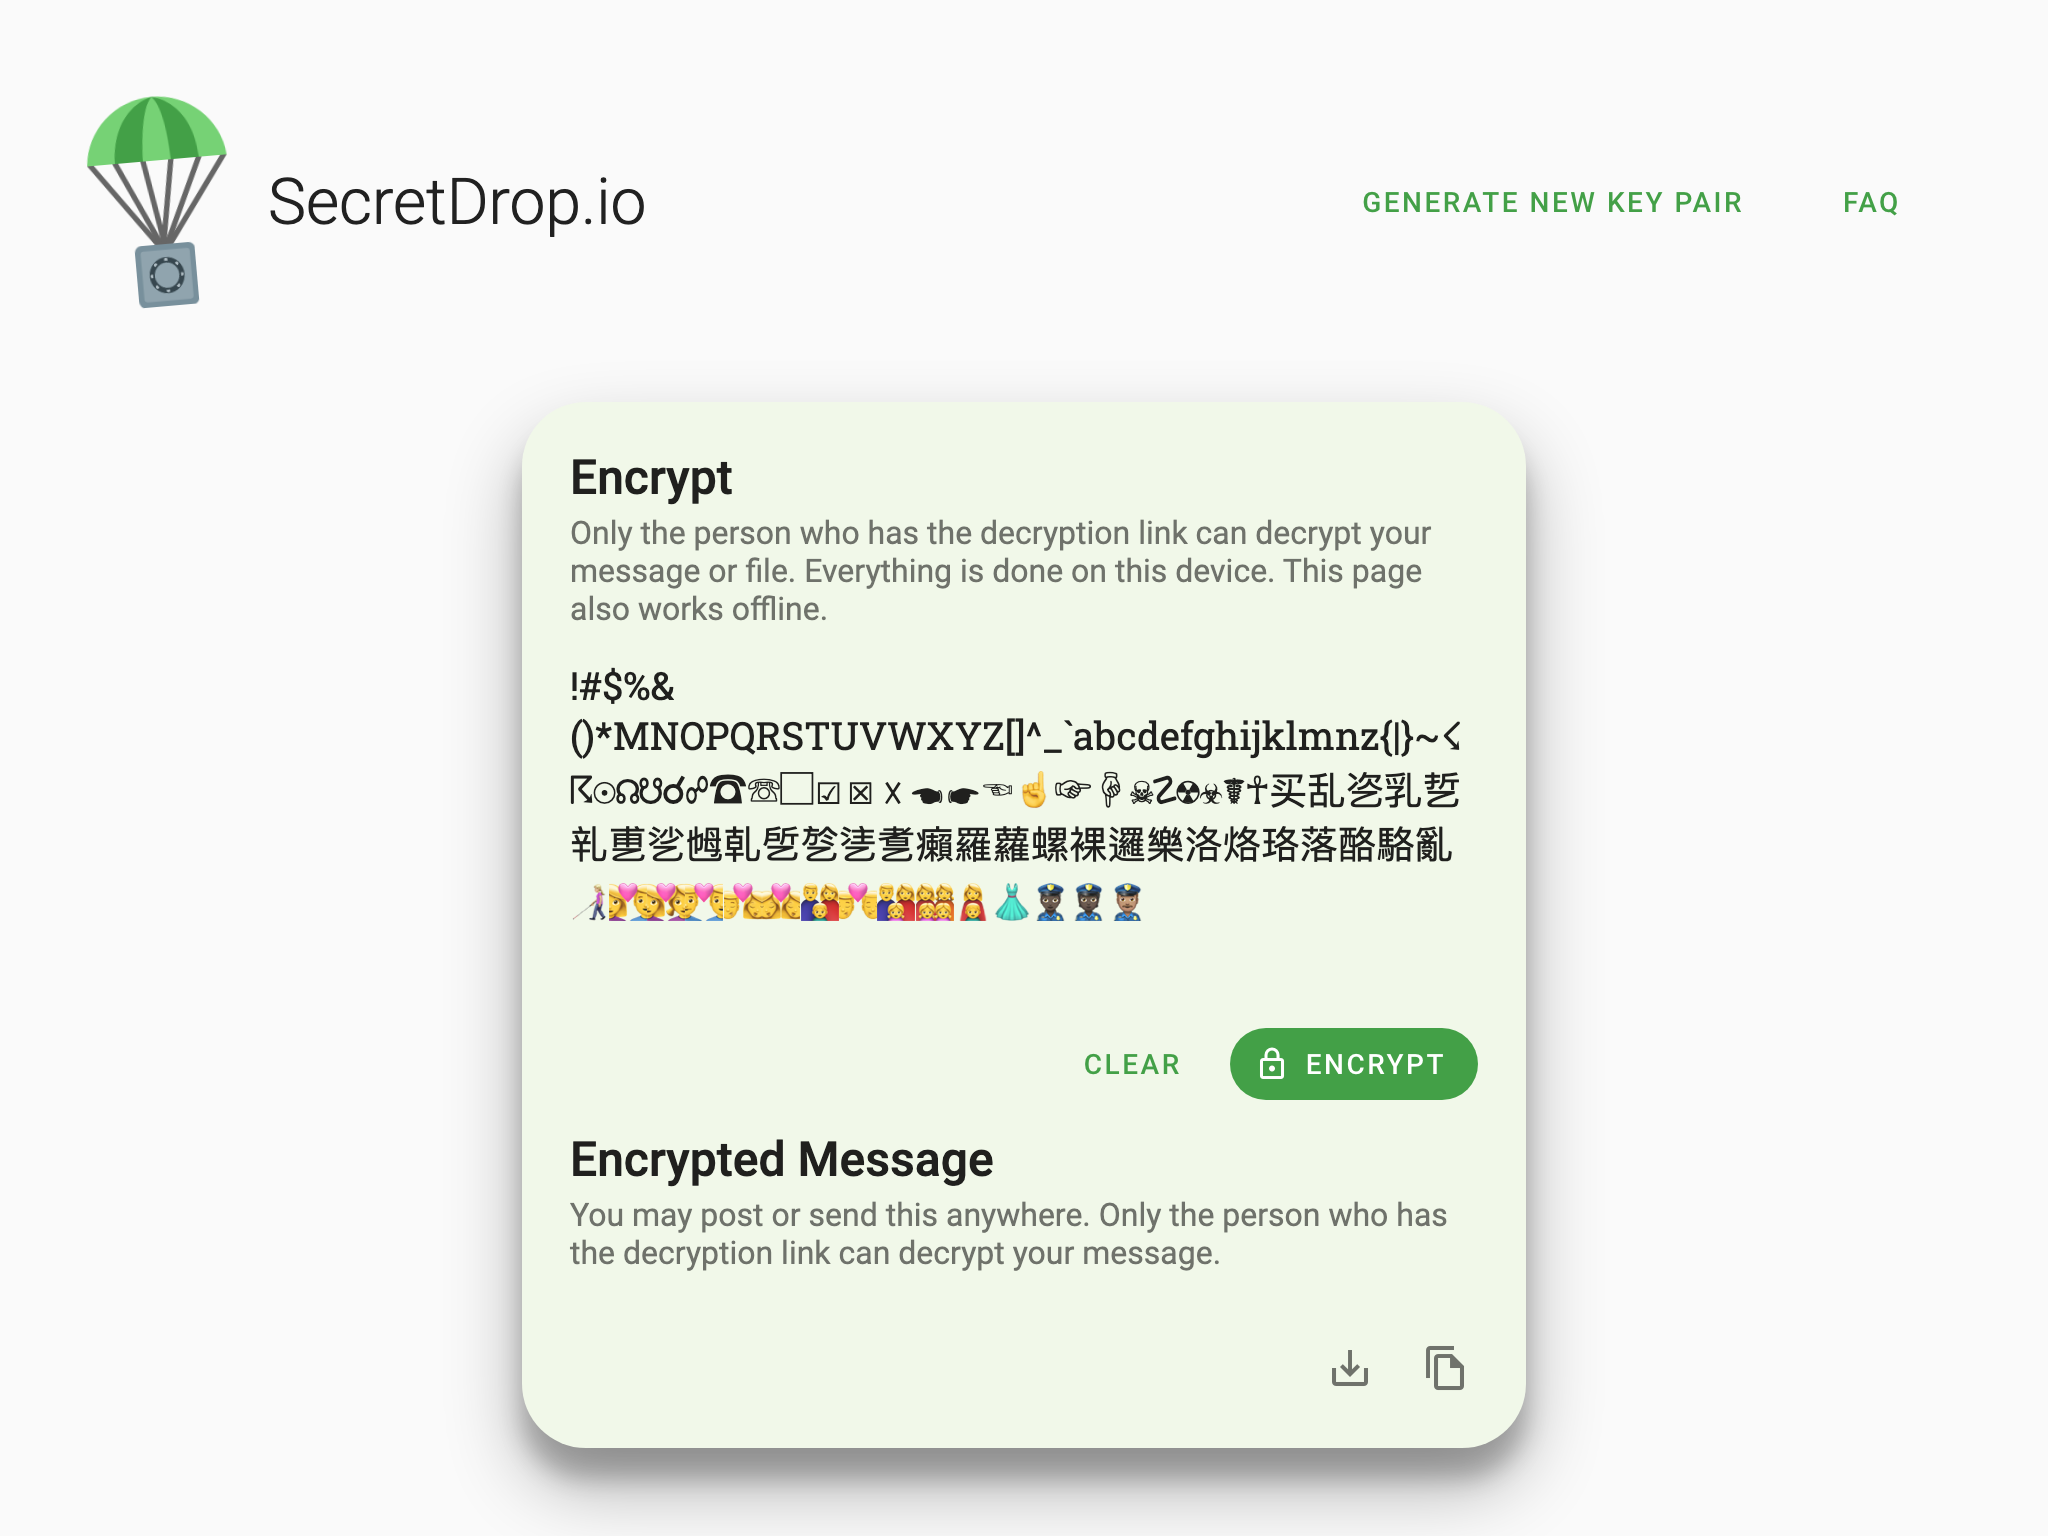 SecretDrop.io
GENERATE NEW KEY PAIR
FAQ
Encrypt
Only the person who has the decryption link can decrypt your
message or file. Everything is done on this device. This page
also works offline.
!#$%&
()*MNOPQRSTUVWXYZ[]^_`abcdefghijklmnz{|}~☇
☈☉☊☋☌☍☎☏☐☑☒☓☚☛☜☝☞☟☠☡☢☣☤☥买乱乲乳乴
乵乶乷乸乹乺乻乼乽癩羅蘿螺裸邏樂洛烙珞落酪駱亂
👗
CLEAR
ENCRYPT
Encrypted Message
You may post or send this anywhere. Only the person who has
the decryption link can decrypt your message.